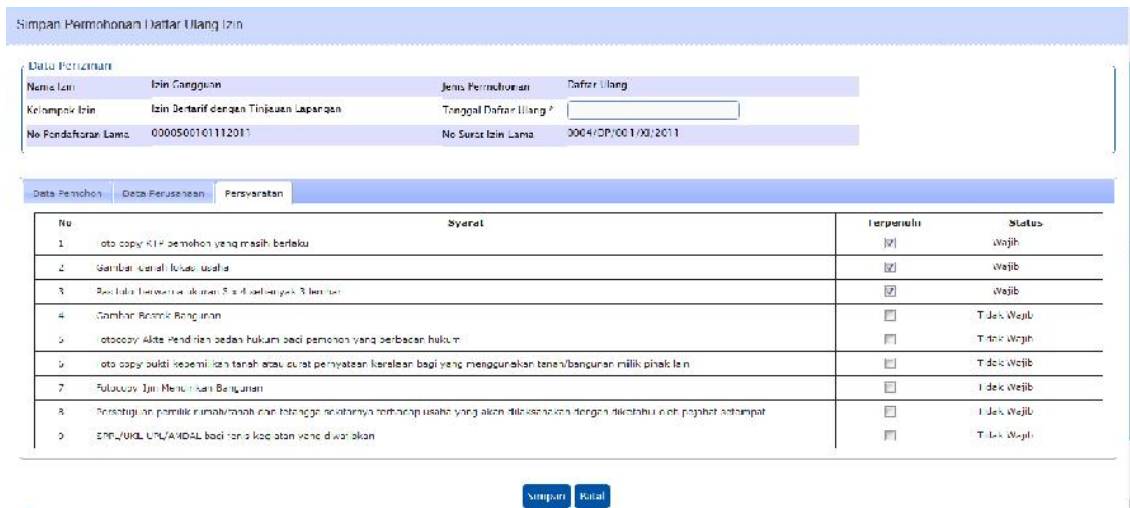 Simpan Permohonan Daftar Ulang Izin
Data Perizinan
Nama Izin Izin Gangguan Jenis Permohonan Daftar Ulang
Kelompok Izin Izin Bertarif dengan Tinjauan Lapangan Tanggal Daftar Ulang *
No Pendaftaran Lama 0000500101112011 No Surat Izin Lama 0004/DP/001/XI/2011
Data Pemohon Data Perusahaan Persyaratan
No Syarat Terpenuhi Status
1 Foto copy KTP pemohon yang masih berlaku Wajib
2 Gambar denah lokasi usaha Wajib
3 Pas foto berwarna ukuran 3 x 4 sebanyak 3 lembar Wajib
4 Gambar Bestek Bangunan Tidak Wajib
5 Fotocopy Akte Pendirian badan hukum bagi pemohon yang berbadan hukum Tidak Wajib
6 Foto copy bukti kepemilikan tanah atau surat pernyataan kerelaan bagi yang menggunakan tanah/bangunan milik pihak lain Tidak Wajib
7 Fotocopy Ijin Mendirikan Bangunan Tidak Wajib
8 Persetujuan pemilik rumah/tanah dan tetangga sekitarnya terhadap usaha yang akan dilaksanakan dengan diketahui oleh pejabat setempat Tidak Wajib
9 SPPL/UKL UPL/AMDAL bagi jenis kegiatan yang diwajibkan Tidak Wajib
Simpan Batal